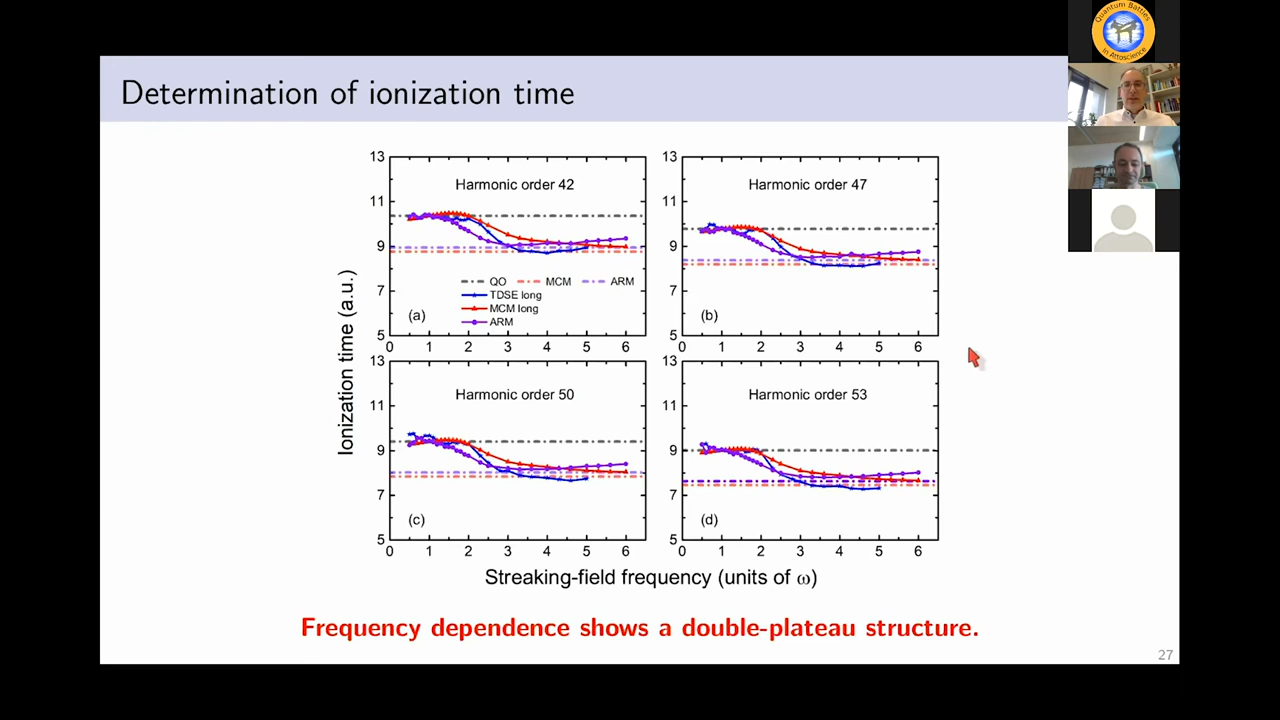 Determination of ionization time
Quantum Battles
in Attoscience
Ionization time (a.u.)
13
11
9
7
5
Harmonic order 42
QO MCM ARM
TDSE long
MCM long
ARM
(a)
0 1 2 3 4 5 6
13
11
9
7
5
Harmonic order 47
(b)
0 1 2 3 4 5 6
13
11
9
7
5
Harmonic order 50
(c)
0 1 2 3 4 5 6
13
11
9
7
5
Harmonic order 53
(d)
0 1 2 3 4 5 6
Streaking-field frequency (units of ω)
Frequency dependence shows a double-plateau structure.
27